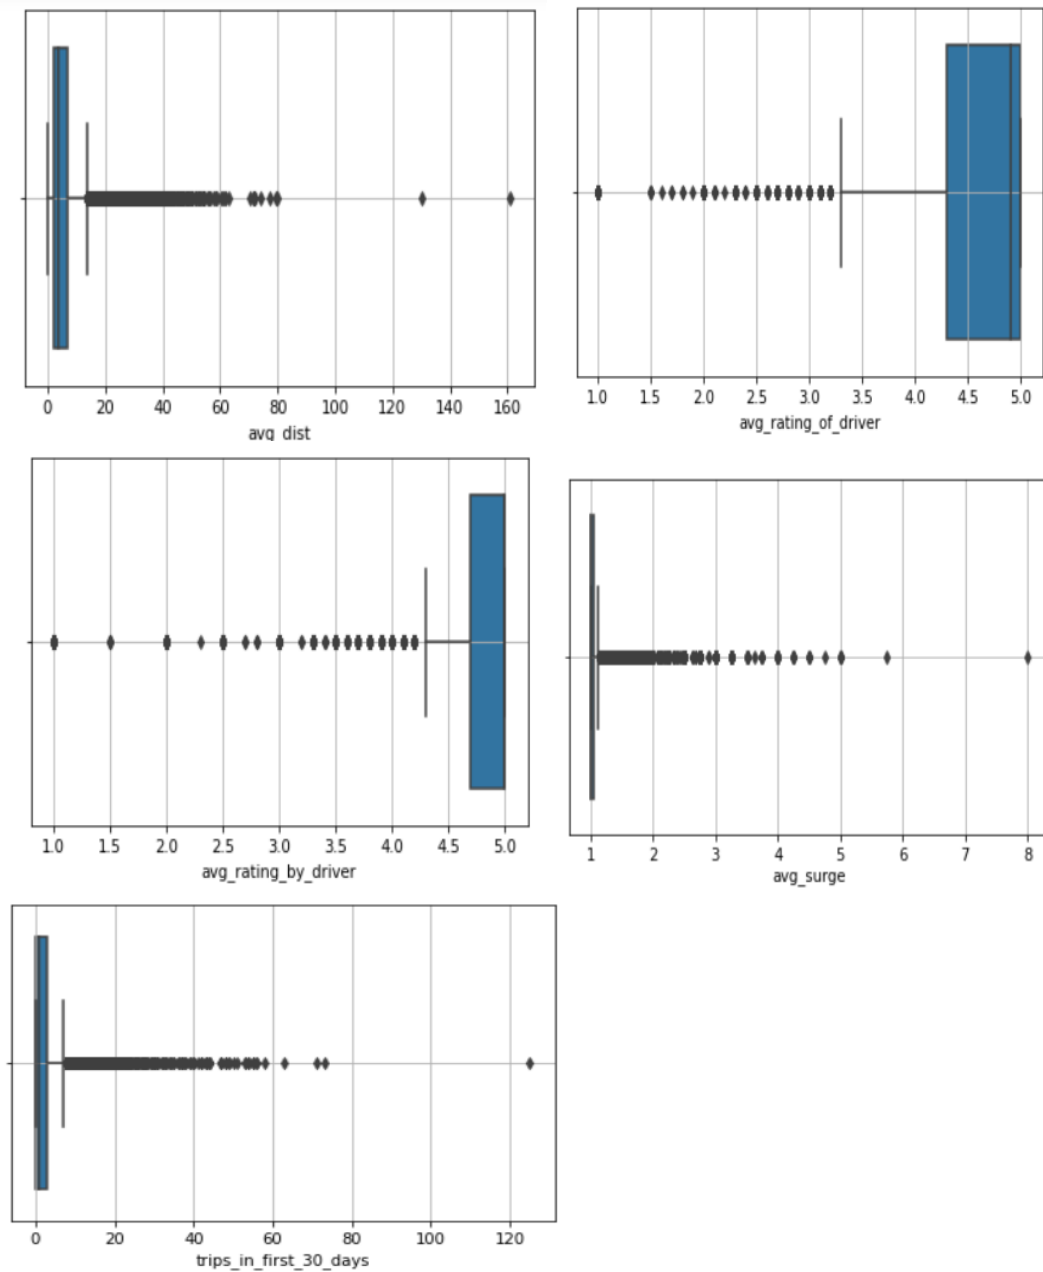 0 20 40 60 80 100 120 140 160
avg_dist
1.0 1.5 2.0 2.5 3.0 3.5 4.0 4.5 5.0
avg_rating_of_driver
1.0 1.5 2.0 2.5 3.0 3.5 4.0 4.5 5.0
avg_rating_by_driver
1 2 3 4 5 6 7 8
avg_surge
0 20 40 60 80 100 120
trips_in_first_30_days